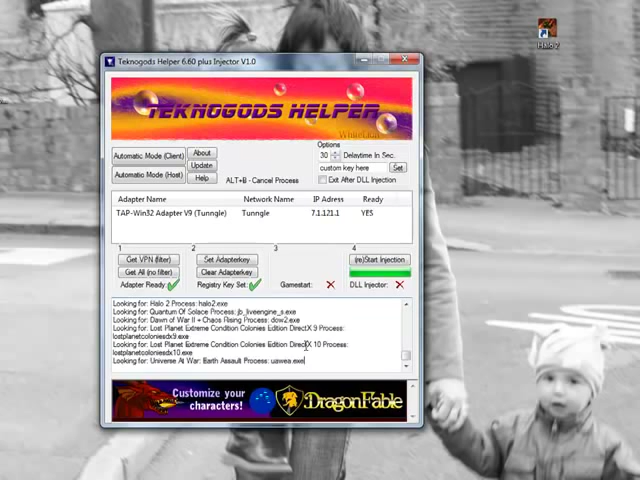 Halo 2
Teknogods Helper 6.60 plus Injector V1.0
TEKNOGODS HELPER
Options
Automatic Mode (Client)
About
30
Delaytime In Sec.
Update
custom key here
Set
Automatic Mode (Host)
Help
ALT+B - Cancel Process
Exit After DLL Injection
Adapter Name
Network Name
IP Adress
Ready
TAP-Win32 Adapter V9 (Tunngle)
Tunngle
7.1.121.1
YES
1
2
3
4
Get VPN (filter)
Set Adapterkey
(re)Start Injection
Get All (no filter)
Clear Adapterkey
Adapter Ready:
Registry Key Set:
Gamestart:
DLL Injector:
Looking for: Halo 2 Process: halo2.exe
Looking for: Quantum Of Solace Process: jb_liveengine_s.exe
Looking for: Dawn of War II + Chaos Rising Process: dow2.exe
Looking for: Lost Planet Extreme Condition Colonies Edition DirectX 9 Process:
lostplanetcoloniesdx9.exe
Looking for: Lost Planet Extreme Condition Colonies Edition DirectX 10 Process:
lostplanetcoloniesdx10.exe
Looking for: Universe At War: Earth Assault Process: uawea.exe
Customize your
characters!
DragonFable